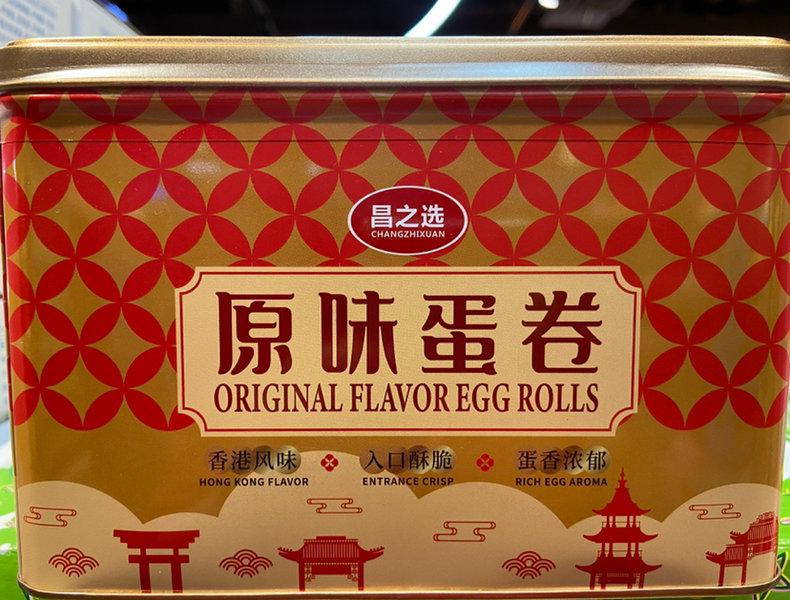 昌之选
CHANGZHIXUAN
原味蛋卷
ORIGINAL FLAVOR EGG ROLLS
香港风味 入口酥脆 蛋香浓郁
HONG KONG FLAVOR ENTRANCE CRISP RICH EGG AROMA